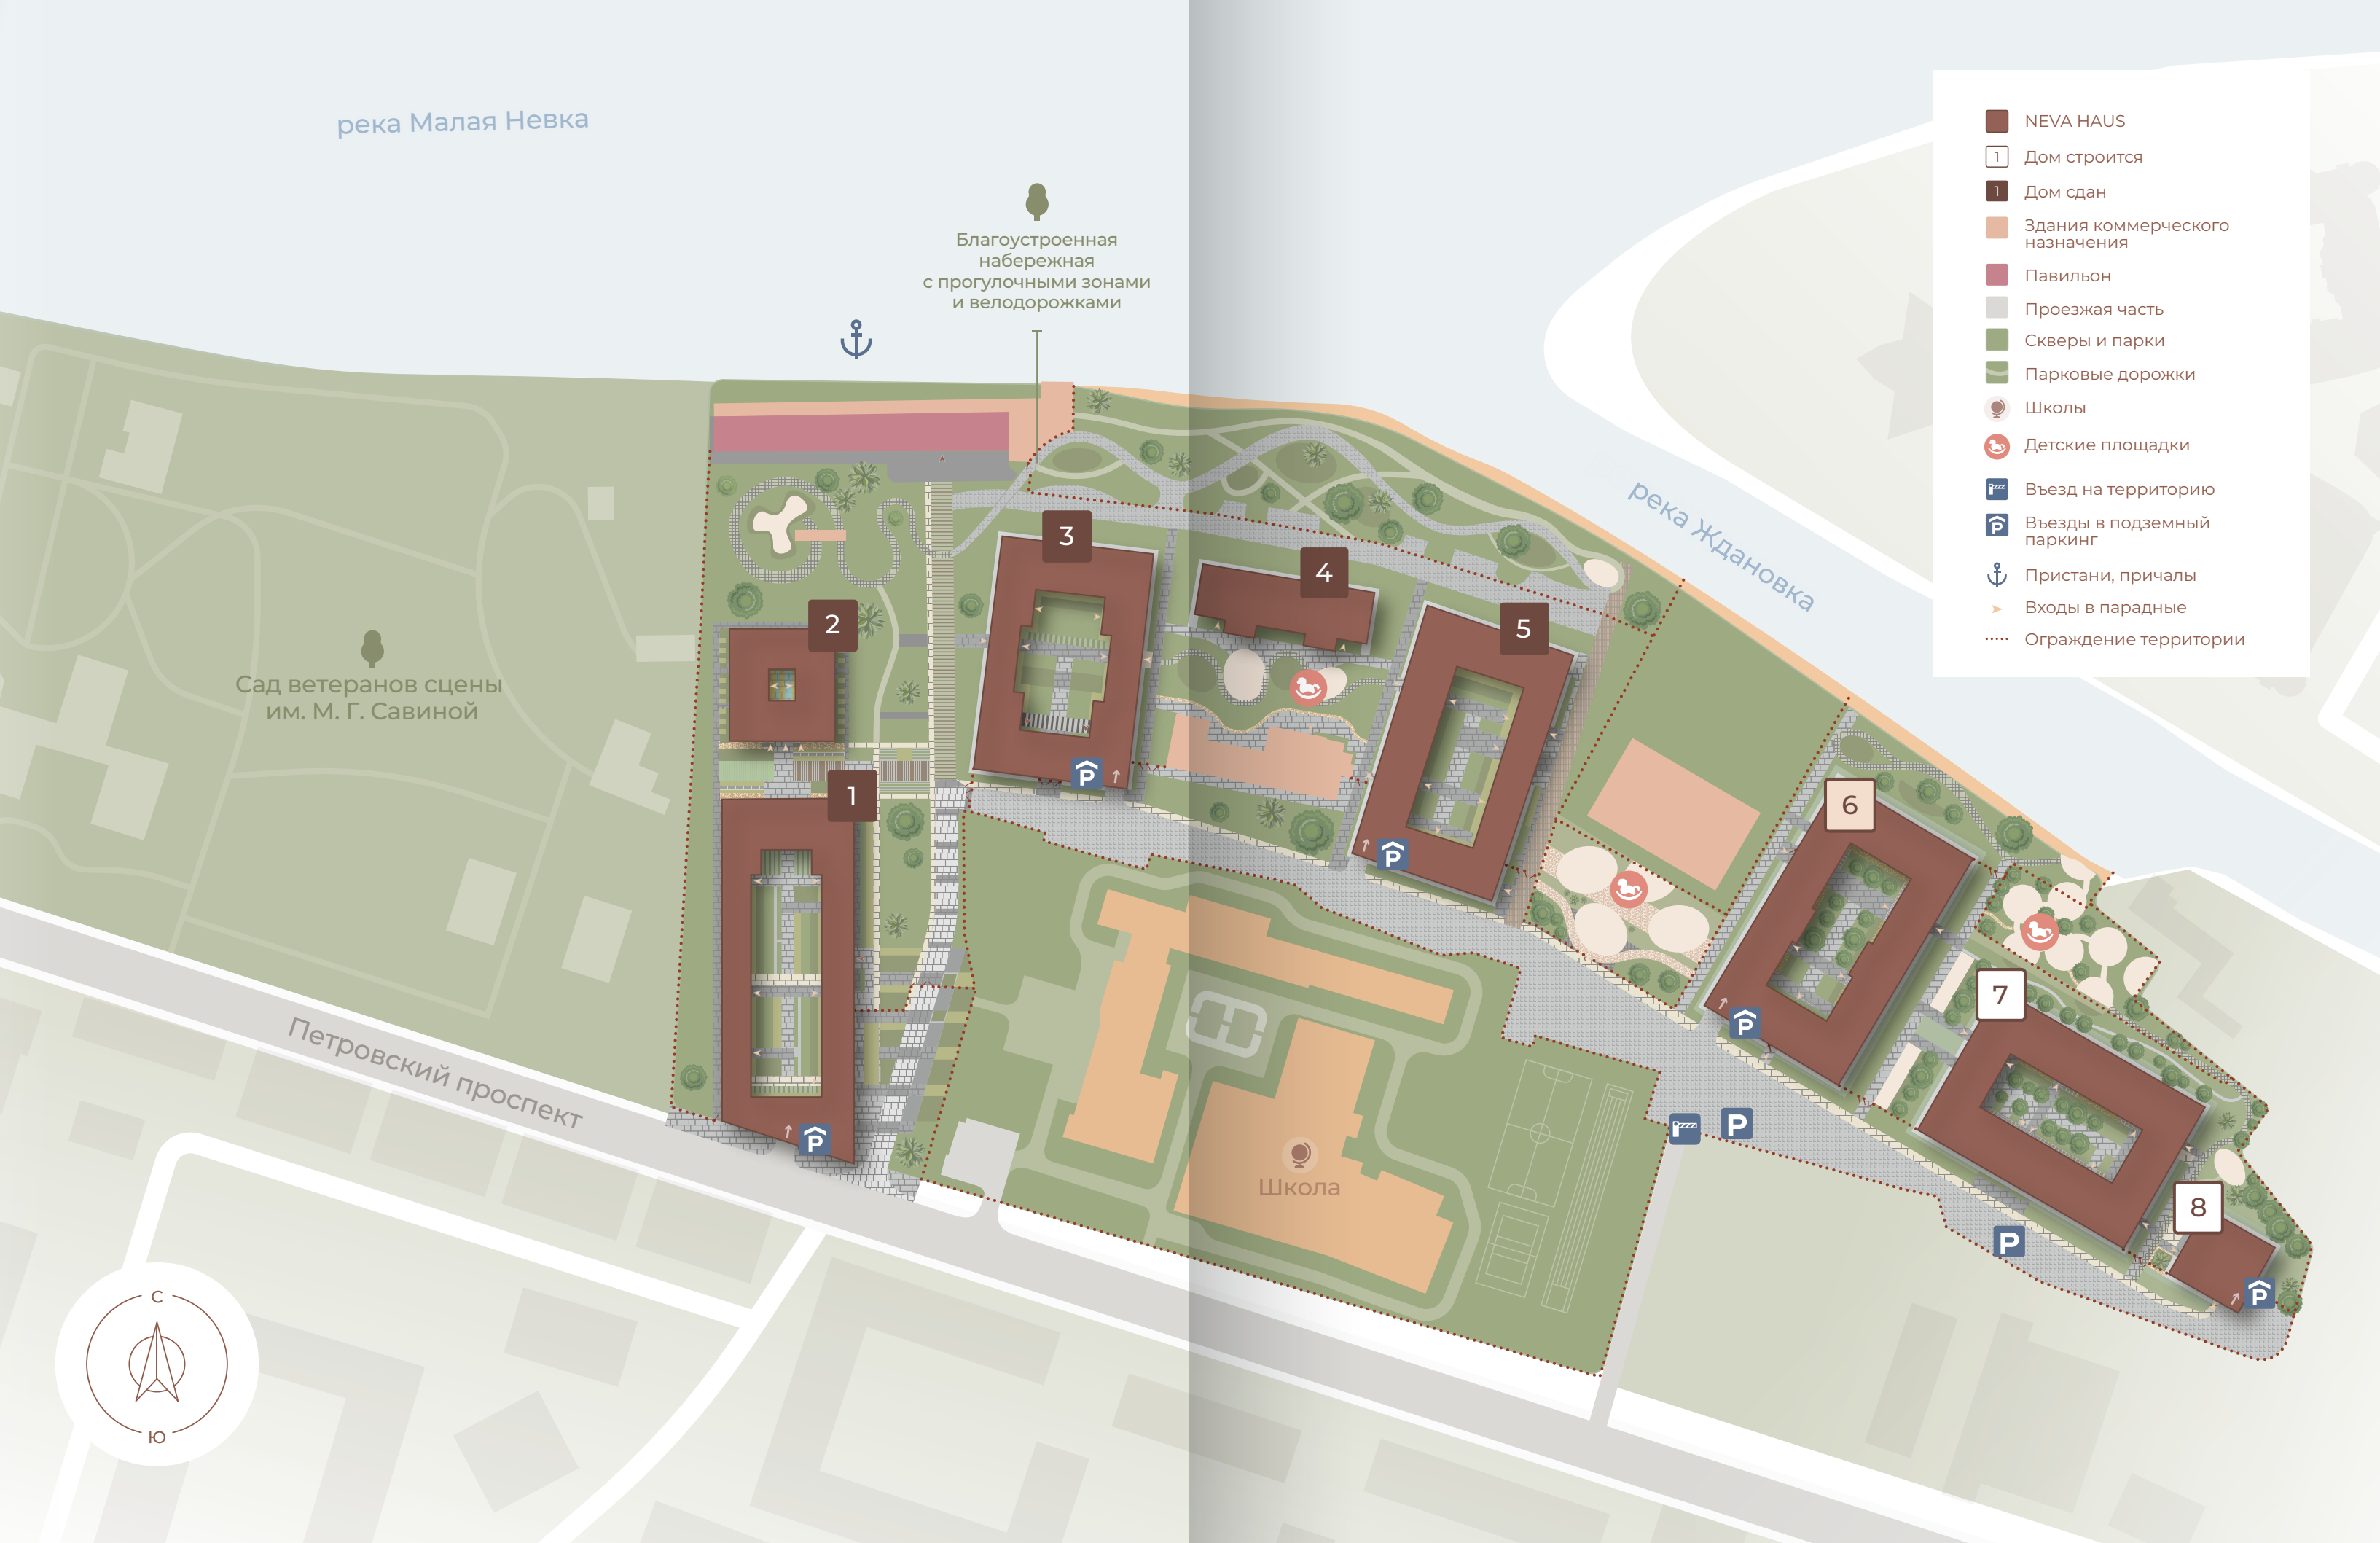 река Малая Невка
Благоустроенная
набережная
с прогулочными зонами
и велодорожками
река Ждановка
NEVA HAUS
1 Дом строится
1 Дом сдан
Здания коммерческого
назначения
Павильон
Проезжая часть
Скверы и парки
Парковые дорожки
Школы
Детские площадки
Въезд на территорию
P Въезды в подземный
паркинг
Пристани, причалы
Входы в парадные
Ограждение территории
Сад ветеранов сцены
им. М. Г. Савиной
3
4
2
5
P
1
6
P
7
P
Петровский проспект
P
P
Школа
8
P
P
С
Ю